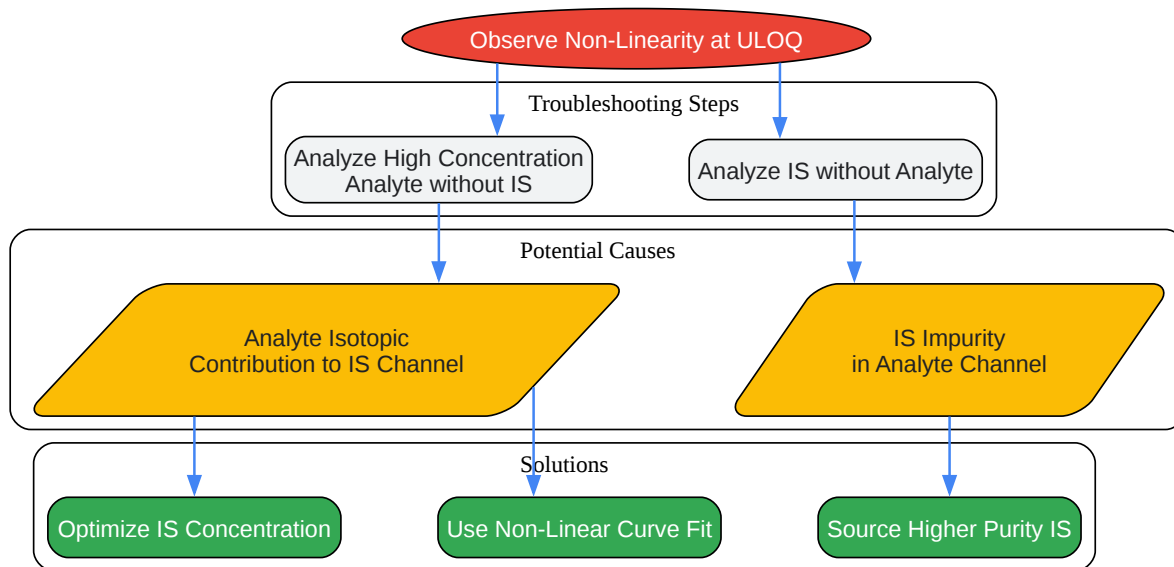 Observe Non-Linearity at ULOQ
Troubleshooting Steps
Analyze High Concentration
Analyte without IS
Analyze IS without Analyte
Potential Causes
Analyte Isotopic
Contribution to IS Channel
IS Impurity
in Analyte Channel
Solutions
Optimize IS Concentration
Use Non-Linear Curve Fit
Source Higher Purity IS